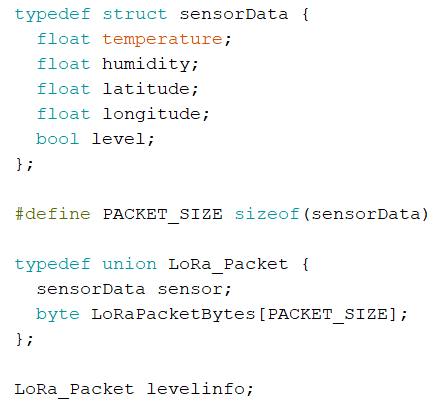 typedef struct sensorData {
  float temperature;
  float humidity;
  float latitude;
  float longitude;
  bool level;
};

#define PACKET_SIZE sizeof(sensorData)

typedef union LoRa_Packet {
  sensorData sensor;
  byte LoRaPacketBytes[PACKET_SIZE];
};

LoRa_Packet levelinfo;